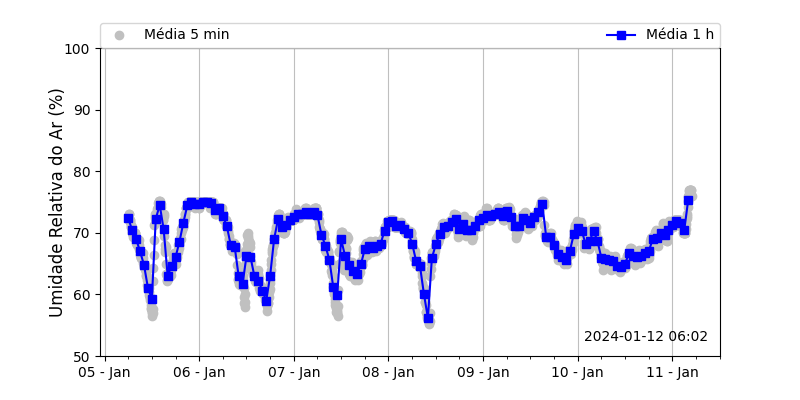 Média 5 min
Média 1 h
Umidade Relativa do Ar (%)
100
90
80
70
60
50
2024-01-12 06:02
05 - Jan
06 - Jan
07 - Jan
08 - Jan
09 - Jan
10 - Jan
11 - Jan